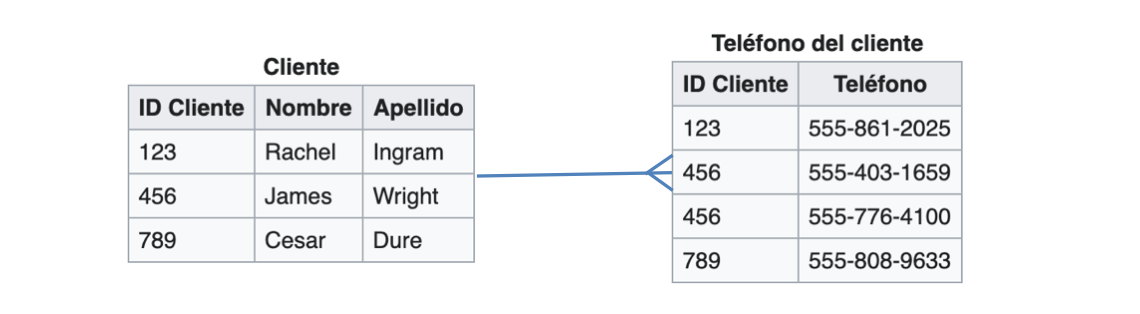 Cliente
ID Cliente Nombre Apellido
123 Rachel Ingram
456 James Wright
789 Cesar Dure
Teléfono del cliente
ID Cliente Teléfono
123 555-861-2025
456 555-403-1659
456 555-776-4100
789 555-808-9633